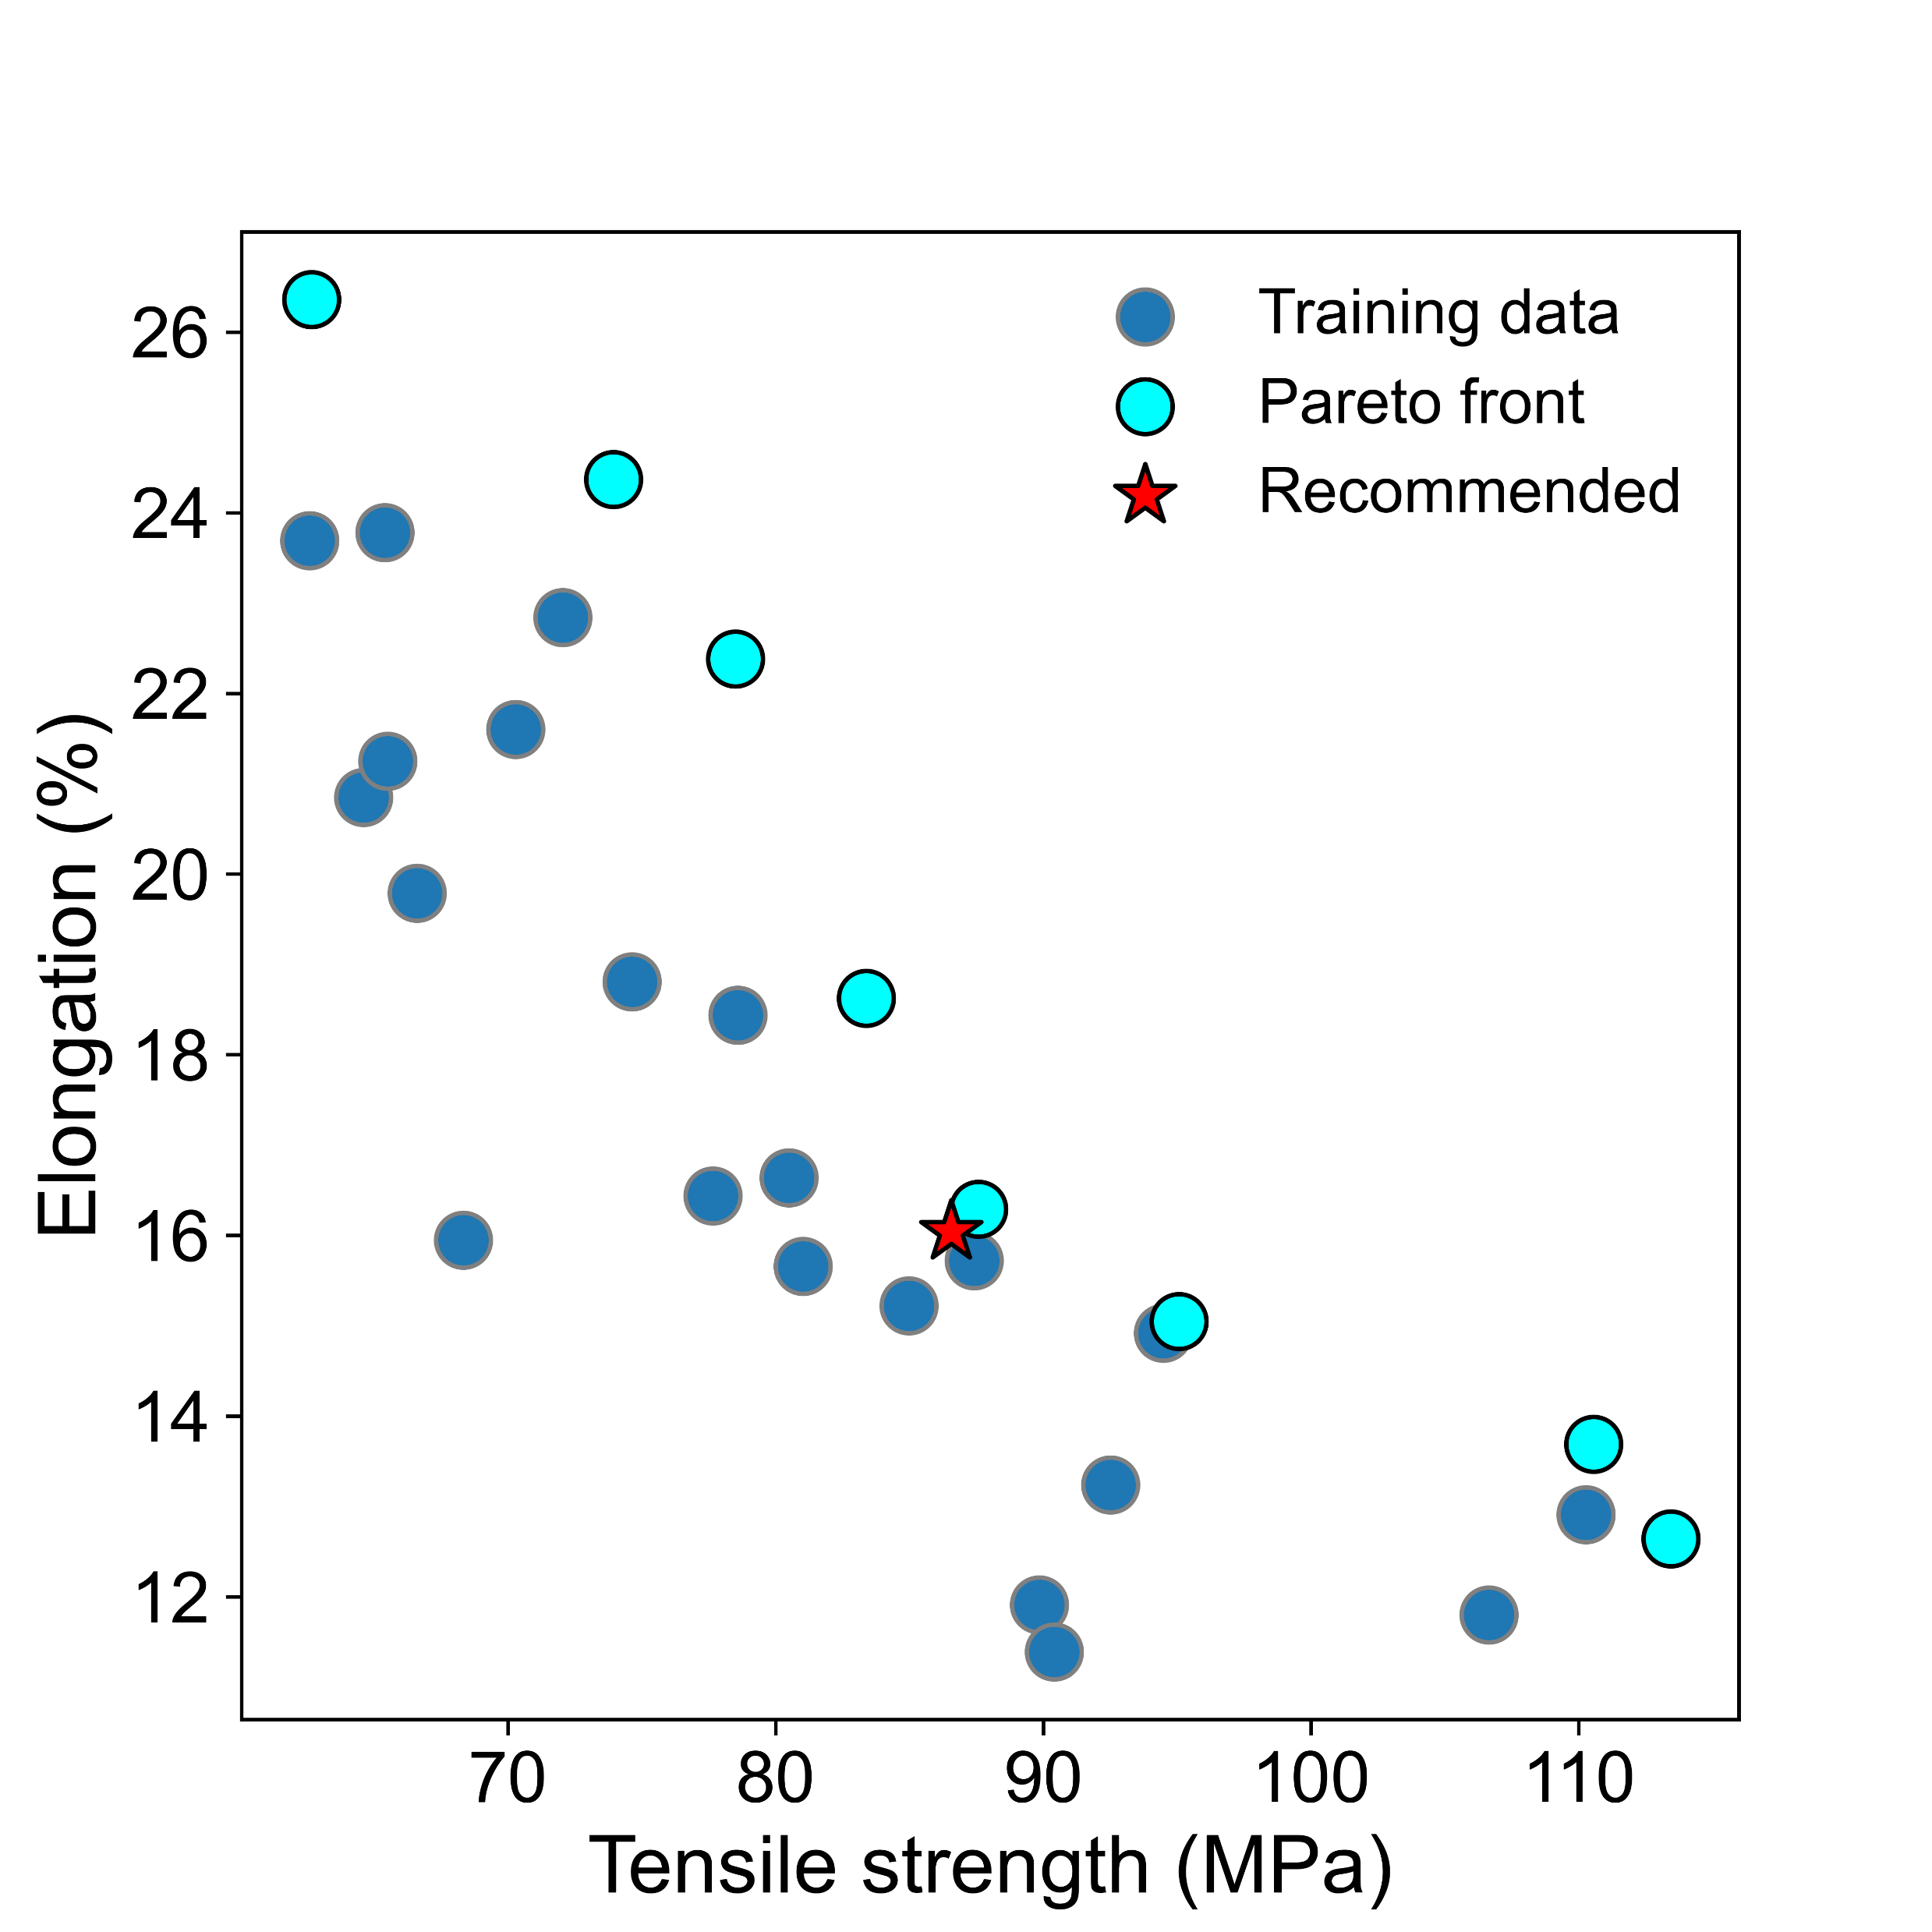 Training data
Pareto front
Recommended
Elongation (%)
26
24
22
20
18
16
14
12
70 80 90 100 110
Tensile strength (MPa)